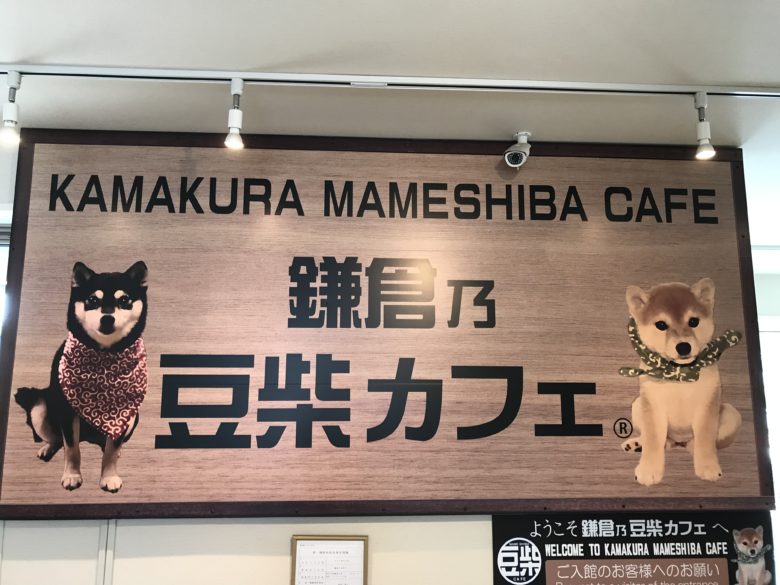 KAMAKURA MAMESHIBA CAFE
鎌倉乃
豆柴カフェ®
ようこそ鎌倉乃豆柴カフェへ
WELCOME TO KAMAKURA MAMESHIBA CAFE
豆柴
CAFE
ご入館のお客様へのお願い